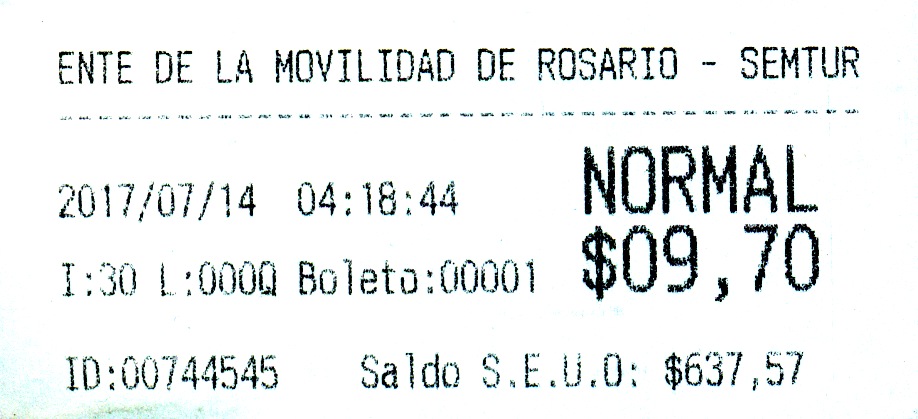 ENTE DE LA MOVILIDAD DE ROSARIO - SEMTUR
2017/07/14 04:18:44
NORMAL
$09,70
I:30 L:000Q Boleto:00001
ID:00744545 Saldo S.E.U.O: $637,57